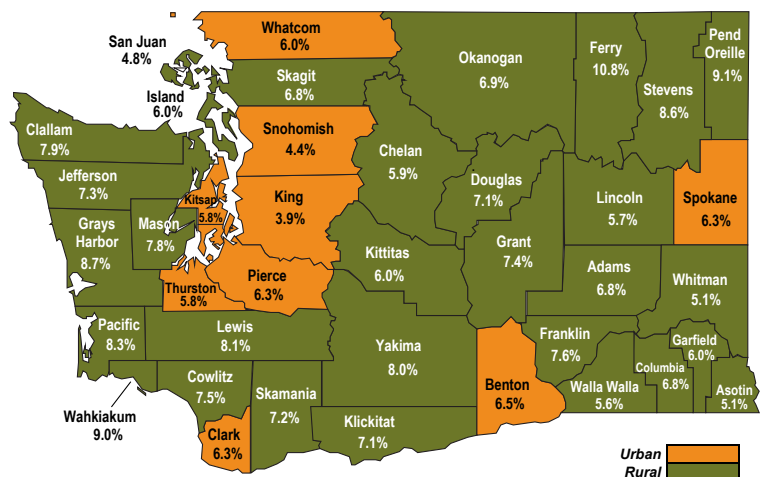 Whatcom
6.0%
San Juan
4.8%
Skagit
6.8%
Island
6.0%
Okanogan
6.9%
Ferry
10.8%
Stevens
8.6%
Pend
Oreille
9.1%
Clallam
7.9%
Snohomish
4.4%
Chelan
5.9%
Jefferson
7.3%
Kitsap
5.8%
King
3.9%
Douglas
7.1%
Lincoln
5.7%
Spokane
6.3%
Grays
Harbor
8.7%
Mason
7.8%
Kittitas
6.0%
Grant
7.4%
Adams
6.8%
Whitman
5.1%
Thurston
5.8%
Pierce
6.3%
Pacific
8.3%
Lewis
8.1%
Yakima
8.0%
Franklin
7.6%
Garfield
6.0%
Columbia
6.8%
Asotin
5.1%
Walla Walla
5.6%
Benton
6.5%
Cowlitz
7.5%
Skamania
7.2%
Wahkiakum
9.0%
Clark
6.3%
Klickitat
7.1%
Urban
Rural